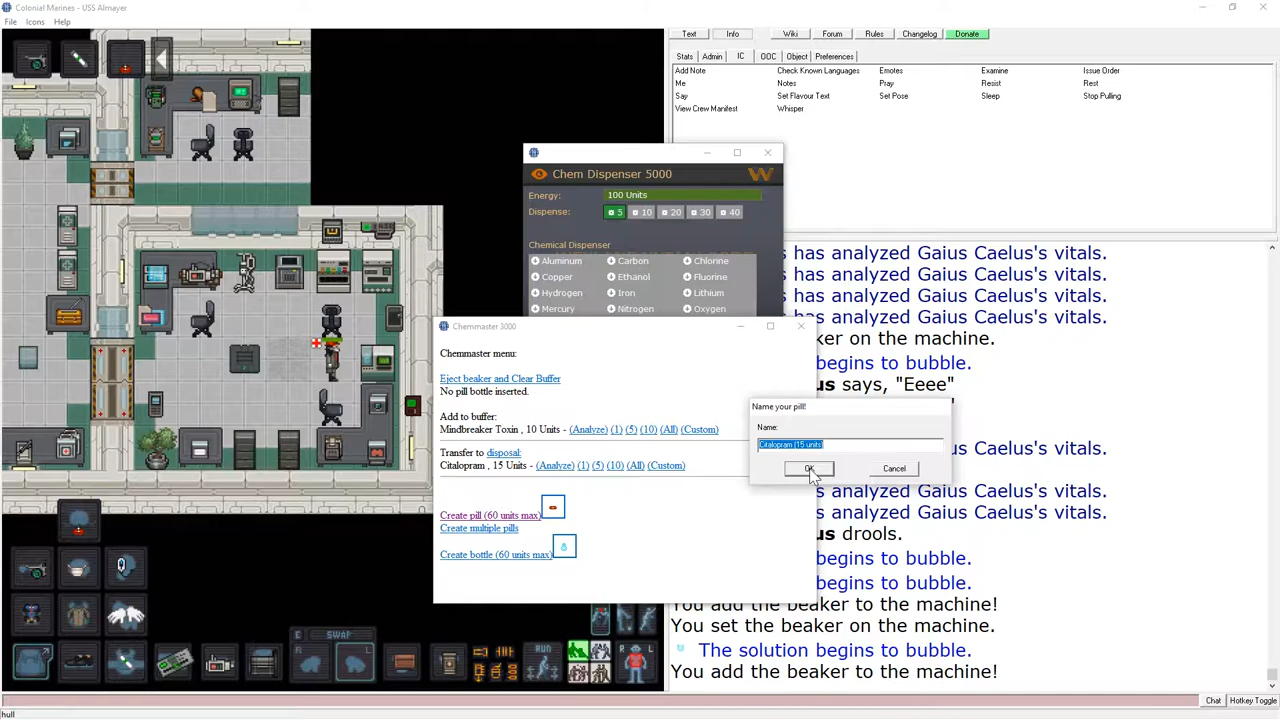 Colonial Marines - USS Almayer
File Icons Help
Text Info Wiki Forum Rules Changelog Donate
Stats Admin IC OOC Object Preferences
Add Note Check Known Languages Emotes Examine Issue Order
Me Notes Pray Resist Rest
Say Set Flavour Text Set Pose Sleep Stop Pulling
View Crew Manifest Whisper
Chem Dispenser 5000
Energy: 100 Units
Dispense: 5 10 20 30 40
Chemical Dispenser
Aluminum Carbon Chlorine
Copper Ethanol Fluorine
Hydrogen Iron Lithium
Mercury Nitrogen Oxygen
Chemmaster 3000
Chemmaster menu:
Eject beaker and Clear Buffer
No pill bottle inserted.
Add to buffer:
Mindbreaker Toxin , 10 Units - (Analyze) (1) (5) (10) (All) (Custom)
Transfer to disposal:
Citalopram , 15 Units - (Analyze) (1) (5) (10) (All) (Custom)
Create pill (60 units max)
Create multiple pills
Create bottle (60 units max)
Name your pill!
Name:
Citalopram (15 units)
OK Cancel
has analyzed Gaius Caelus's vitals.
has analyzed Gaius Caelus's vitals.
has analyzed Gaius Caelus's vitals.
has analyzed Gaius Caelus's vitals.
on the machine.
begins to bubble.
says, "Eeee"
Gaius Caelus's vitals.
begins to bubble.
has analyzed Gaius Caelus's vitals.
has analyzed Gaius Caelus's vitals.
drools.
begins to bubble.
begins to bubble.
You add the beaker to the machine!
You set the beaker on the machine.
The solution begins to bubble.
You add the beaker to the machine!
E SWAP
R L
RUN
R L
Chat Hotkey Toggle
hull